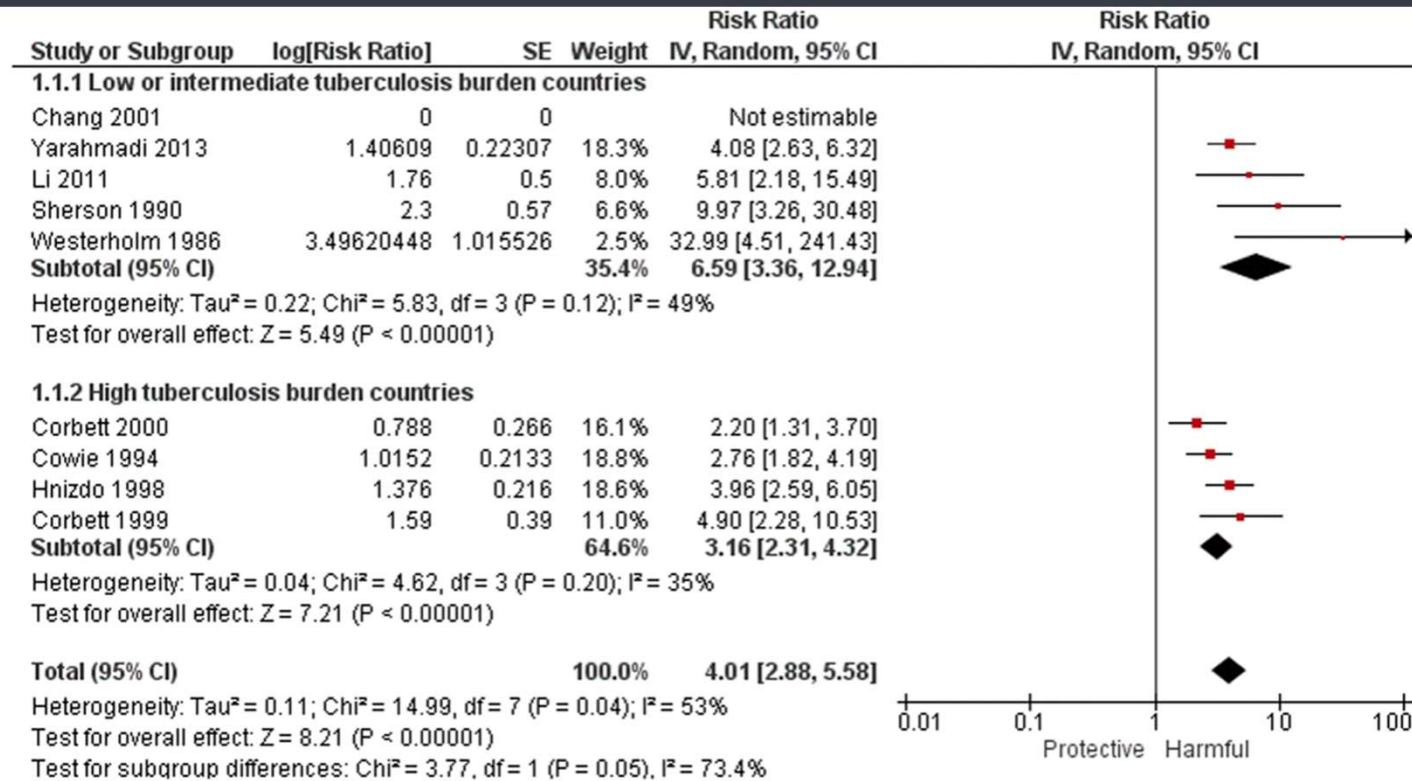 Risk Ratio Risk Ratio
Study or Subgroup log[Risk Ratio] SE Weight IV, Random, 95% CI IV, Random, 95% CI
1.1.1 Low or intermediate tuberculosis burden countries
Chang 2001 0 0 Not estimable
Yarahmadi 2013 1.40609 0.22307 18.3% 4.08 [2.63, 6.32]
Li 2011 1.76 0.5 8.0% 5.81 [2.18, 15.49]
Sherson 1990 2.3 0.57 6.6% 9.97 [3.26, 30.48]
Westerholm 1986 3.49620448 1.015526 2.5% 32.99 [4.51, 241.43]
Subtotal (95% CI) 35.4% 6.59 [3.36, 12.94]
Heterogeneity: Tau² = 0.22; Chi² = 5.83, df = 3 (P = 0.12); I² = 49%
Test for overall effect: Z = 5.49 (P < 0.00001)
1.1.2 High tuberculosis burden countries
Corbett 2000 0.788 0.266 16.1% 2.20 [1.31, 3.70]
Cowie 1994 1.0152 0.2133 18.8% 2.76 [1.82, 4.19]
Hnizdo 1998 1.376 0.216 18.6% 3.96 [2.59, 6.05]
Corbett 1999 1.59 0.39 11.0% 4.90 [2.28, 10.53]
Subtotal (95% CI) 64.6% 3.16 [2.31, 4.32]
Heterogeneity: Tau² = 0.04; Chi² = 4.62, df = 3 (P = 0.20); I² = 35%
Test for overall effect: Z = 7.21 (P < 0.00001)
Total (95% CI) 100.0% 4.01 [2.88, 5.58]
Heterogeneity: Tau² = 0.11; Chi² = 14.99, df = 7 (P = 0.04); I² = 53%
Test for overall effect: Z = 8.21 (P < 0.00001)
Test for subgroup differences: Chi² = 3.77, df = 1 (P = 0.05), I² = 73.4%
0.01 0.1 1 10 100
Protective Harmful